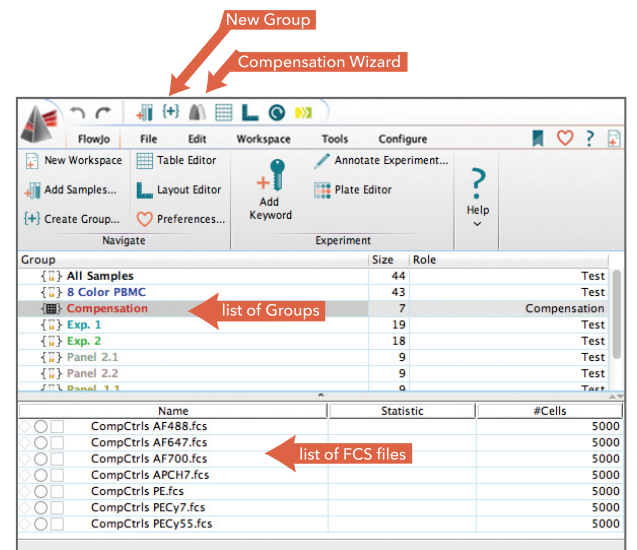 New Group
Compensation Wizard
{+}
FlowJo File Edit Workspace Tools Configure ?
New Workspace Table Editor Annotate Experiment...
Add Samples... Layout Editor Add Keyword Plate Editor ? Help
{+} Create Group... Preferences...
Navigate Experiment
Group Size Role
All Samples 44 Test
8 Color PBMC 43 Test
Compensation 7 Compensation
list of Groups
Exp. 1 19 Test
Exp. 2 18 Test
Panel 2.1 9 Test
Panel 2.2 9 Test
Panel 1.1 9 Test
Name Statistic #Cells
CompCtrls AF488.fcs 5000
CompCtrls AF647.fcs 5000
CompCtrls AF700.fcs 5000
list of FCS files
CompCtrls APCH7.fcs 5000
CompCtrls PE.fcs 5000
CompCtrls PECy7.fcs 5000
CompCtrls PECy55.fcs 5000